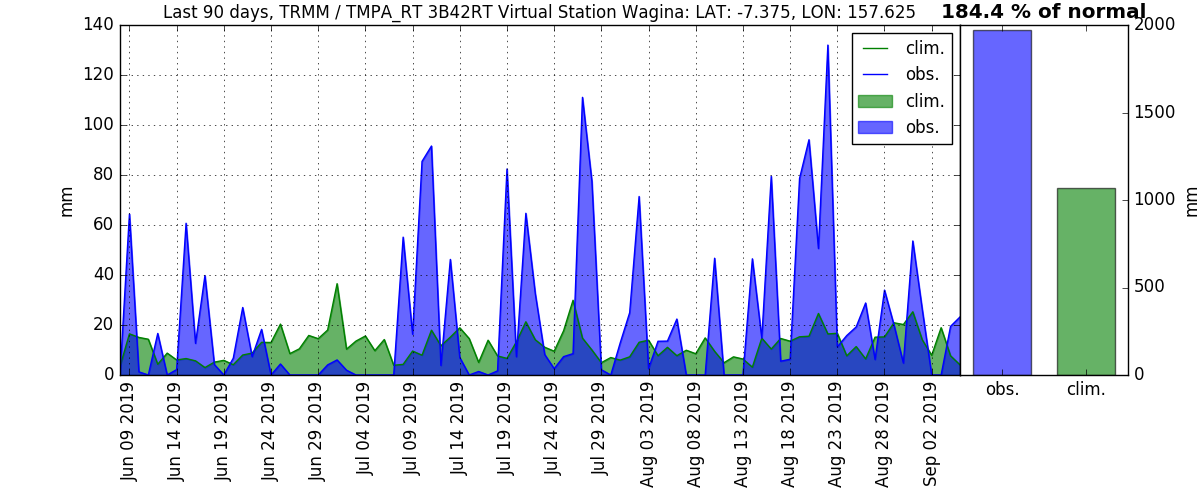 Last 90 days, TRMM / TMPA_RT 3B42RT Virtual Station Wagina: LAT: -7.375, LON: 157.625
184.4 % of normal
140
120
100
80
60
40
20
0
mm
clim.
obs.
clim.
obs.
Jun 09 2019
Jun 14 2019
Jun 19 2019
Jun 24 2019
Jun 29 2019
Jul 04 2019
Jul 09 2019
Jul 14 2019
Jul 19 2019
Jul 24 2019
Jul 29 2019
Aug 03 2019
Aug 08 2019
Aug 13 2019
Aug 18 2019
Aug 23 2019
Aug 28 2019
Sep 02 2019
2000
1500
1000
500
0
mm
obs.
clim.